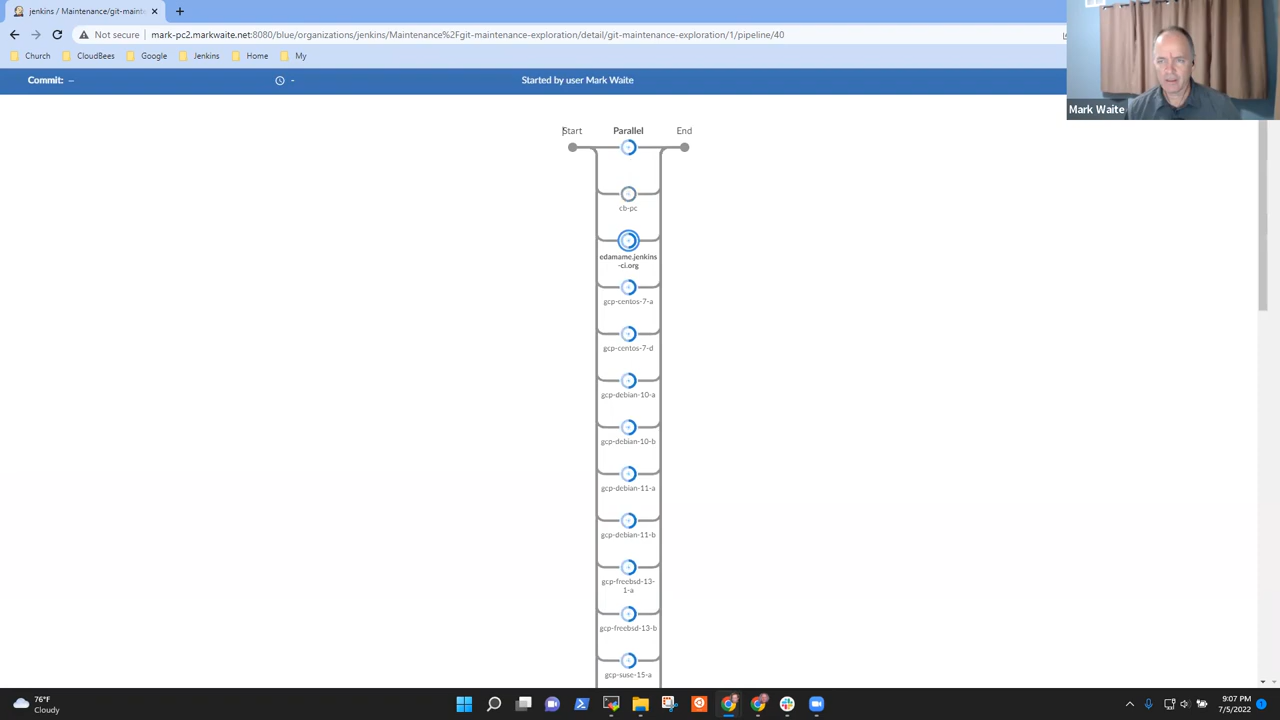 jenkins / Maintenance/git-maint
Not secure
mark-pc2.markwaite.net:8080/blue/organizations/jenkins/Maintenance%2Fgit-maintenance-exploration/detail/git-maintenance-exploration/1/pipeline/40
Church
CloudBees
Google
Jenkins
Home
My
Commit: –
-
Started by user Mark Waite
Mark Waite
Start
Parallel
End
cb-pc
edamame.jenkins
-ci.org
gcp-centos-7-a
gcp-centos-7-d
gcp-debian-10-a
gcp-debian-10-b
gcp-debian-11-a
gcp-debian-11-b
gcp-freebsd-13-
1-a
gcp-freebsd-13-b
gcp-suse-15-a
76°F
Cloudy
9:07 PM
7/5/2022